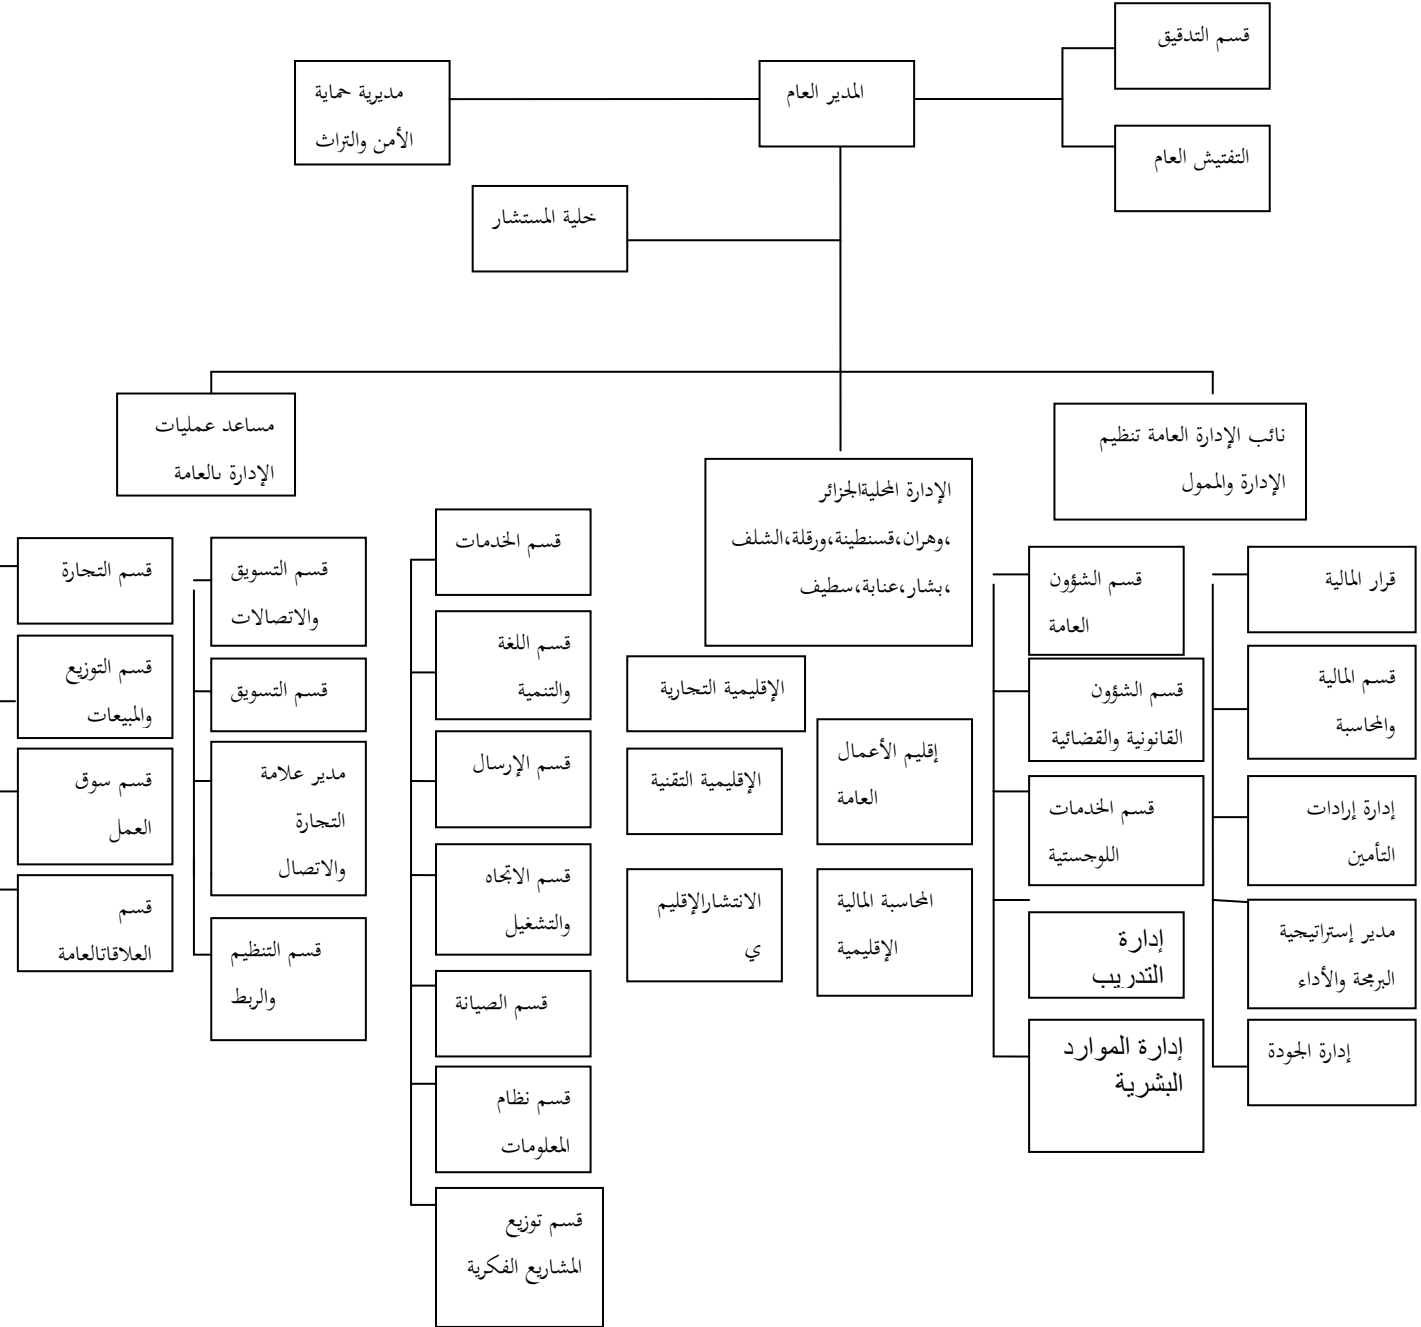 قسم التدقيق
المدير العام
مديرية حماية
الأمن والتراث
التفتيش العام
خلية المستشار
نائب الإدارة العامة تنظيم
الإدارة والممول
الإدارة المحليةالجزائر
،وهران،قسنطينة،ورقلة،الشلف
،بشار،عنابة،سطيف
مساعد عمليات
الإدارة بالعامة
قرار المالية
قسم المالية
والمحاسبة
إدارة إرادات
التأمين
مدير إستراتيجية
البرمجة والأداء
إدارة الجودة
قسم الشؤون
العامة
قسم الشؤون
القانونية والقضائية
قسم الخدمات
اللوجستية
إدارة
التدريب
إدارة الموارد
البشرية
إقليم الأعمال
العامة
المحاسبة المالية
الإقليمية
الإقليمية التجارية
الإقليمية التقنية
الانتشارالإقليم
ي
قسم الخدمات
قسم اللغة
والتنمية
قسم الإرسال
قسم الاتجاه
والتشغيل
قسم الصيانة
قسم نظام
المعلومات
قسم توزيع
المشاريع الفكرية
قسم التسويق
والاتصالات
قسم التسويق
مدير علامة
التجارة
والاتصال
قسم التنظيم
والربط
قسم التجارة
قسم التوزيع
والمبيعات
قسم سوق
العمل
قسم
العلاقاتالعامة